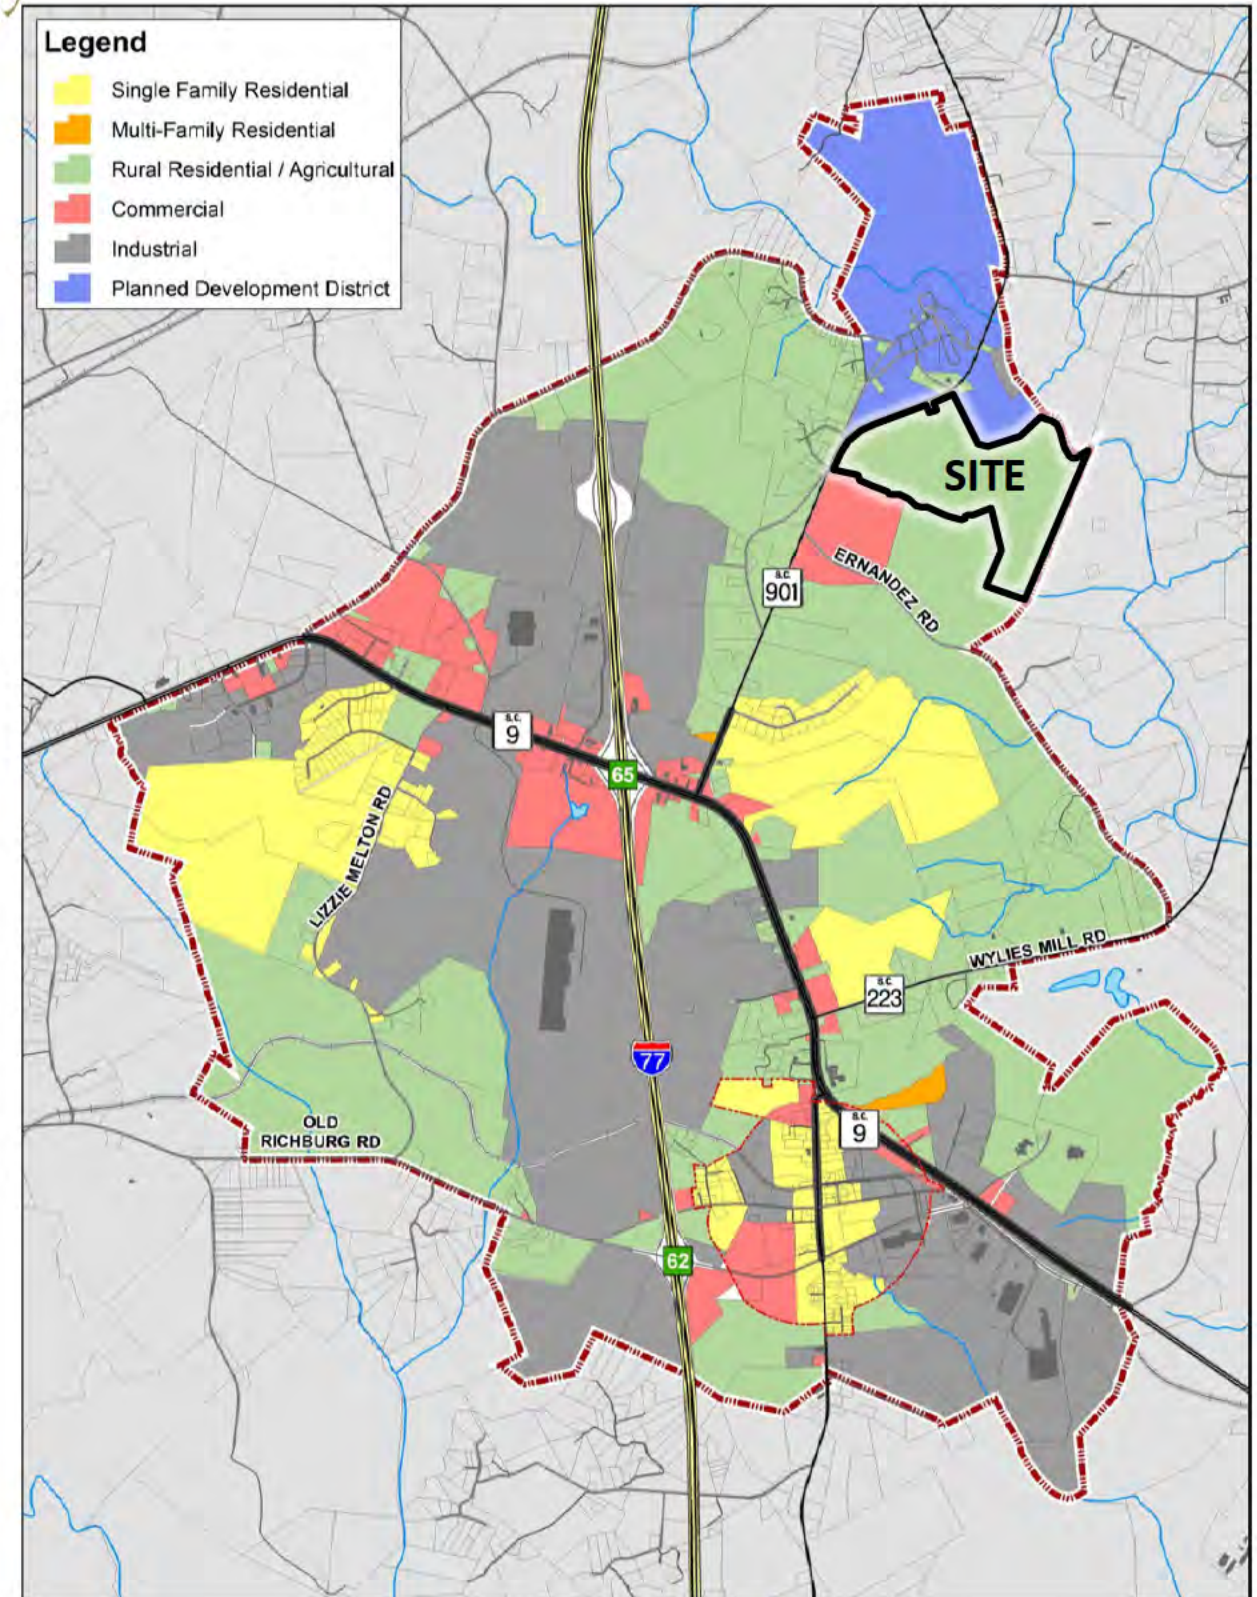 Legend
Single Family Residential
Multi-Family Residential
Rural Residential / Agricultural
Commercial
Industrial
Planned Development District
SITE
S.C.
901
ERNANDEZ RD
S.C.
9
65
LIZZIE MELTON RD
WYLIES MILL RD
S.C.
223
77
OLD
RICHBURG RD
S.C.
9
62